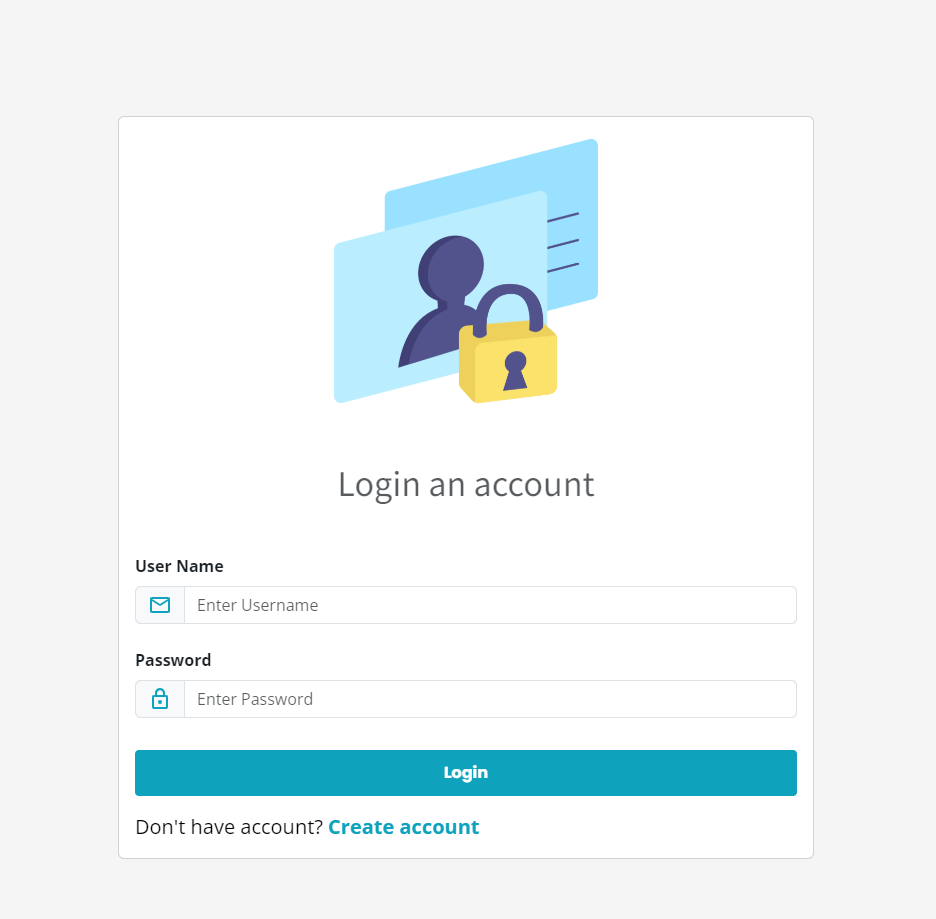 Login an account
User Name
Enter Username
Password
Enter Password
Login
Don't have account? Create account